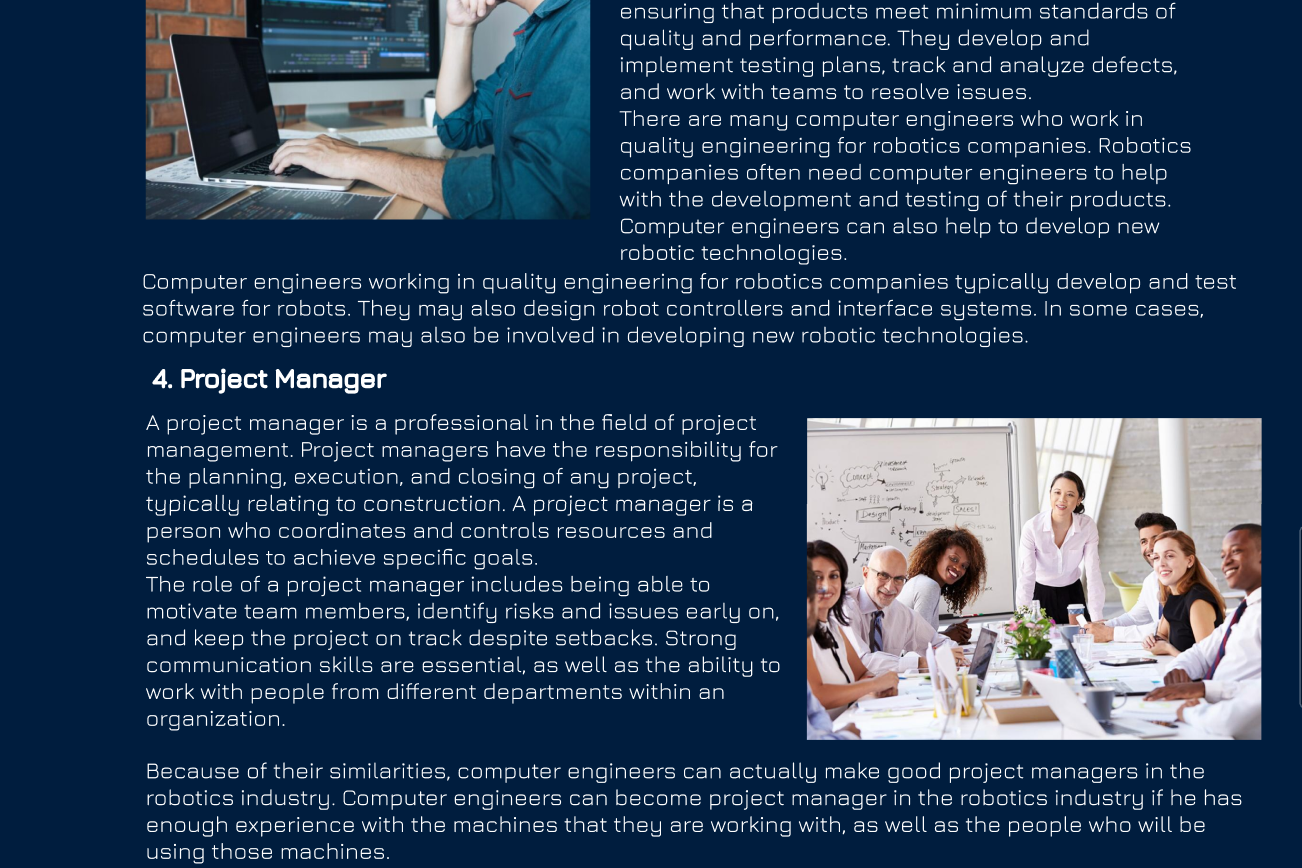 ensuring that products meet minimum standards of
quality and performance. They develop and
implement testing plans, track and analyze defects,
and work with teams to resolve issues.
There are many computer engineers who work in
quality engineering for robotics companies. Robotics
companies often need computer engineers to help
with the development and testing of their products.
Computer engineers can also help to develop new
robotic technologies.
Computer engineers working in quality engineering for robotics companies typically develop and test
software for robots. They may also design robot controllers and interface systems. In some cases,
computer engineers may also be involved in developing new robotic technologies.
4. Project Manager
A project manager is a professional in the field of project
management. Project managers have the responsibility for
the planning, execution, and closing of any project,
typically relating to construction. A project manager is a
person who coordinates and controls resources and
schedules to achieve specific goals.
The role of a project manager includes being able to
motivate team members, identify risks and issues early on,
and keep the project on track despite setbacks. Strong
communication skills are essential, as well as the ability to
work with people from different departments within an
organization.
Concept
Growth
Strategy
SALES!
Design
Product
Because of their similarities, computer engineers can actually make good project managers in the
robotics industry. Computer engineers can become project manager in the robotics industry if he has
enough experience with the machines that they are working with, as well as the people who will be
using those machines.